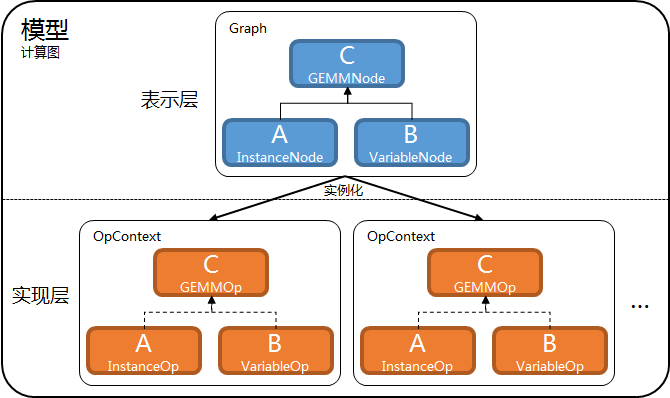 模型
计算图
Graph
C
GEMMNode
表示层
A
InstanceNode
B
VariableNode
实例化
OpContext
C
GEMMOp
A
InstanceOp
B
VariableOp
OpContext
C
GEMMOp
A
InstanceOp
B
VariableOp
实现层
...